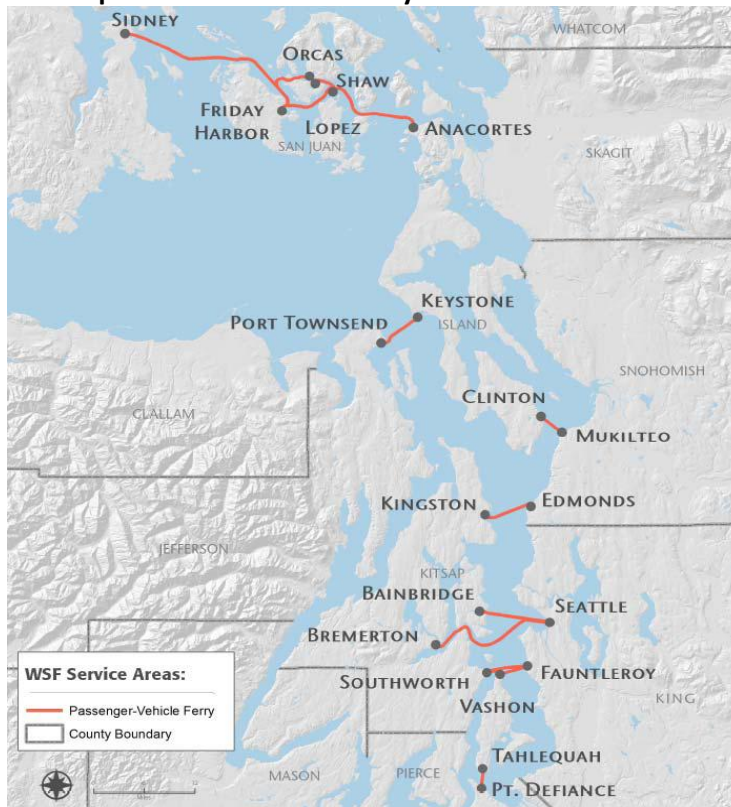 SIDNEY
WHATCOM
ORCAS
SHAW
FRIDAY
HARBOR
LOPEZ
ANACORTES
SAN JUAN
SKAGIT
KEYSTONE
PORT TOWNSEND
ISLAND
SNOHOMISH
CLINTON
CLALLAM
MUKILTEO
KINGSTON
EDMONDS
JEFFERSON
KITSAP
BAINBRIDGE
SEATTLE
BREMERTON
WSF Service Areas:
Passenger-Vehicle Ferry
County Boundary
SOUTHWORTH
FAUNTLEROY
VASHON
KING
TAHLEQUAH
MASON
PIERCE
PT. DEFIANCE